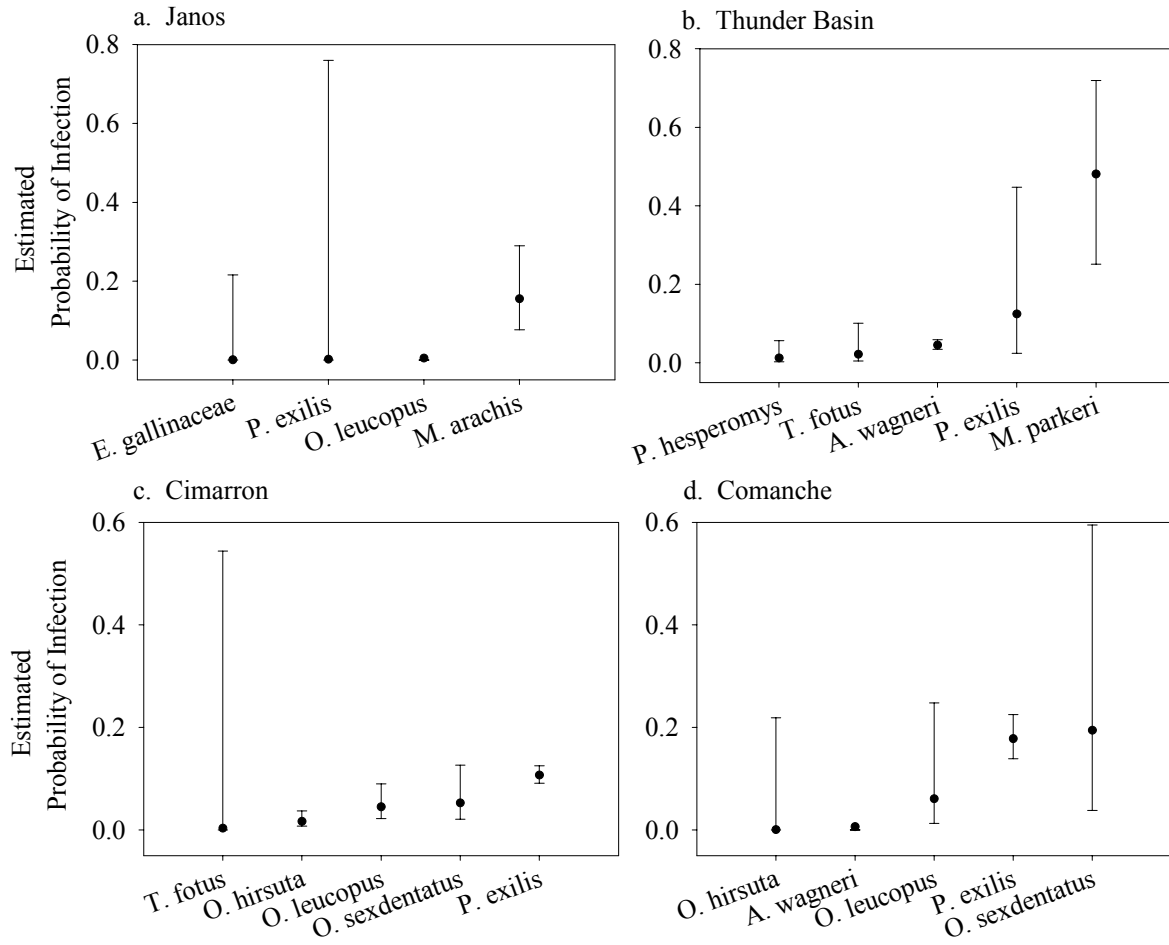 a. Janos
b. Thunder Basin
Estimated
Probability of Infection
0.8
0.6
0.4
0.2
0.0
E. gallinaceae
P. exilis
O. leucopus
M. arachis
0.8
0.6
0.4
0.2
0.0
P. hesperomys
T. fotus
A. wagneri
P. exilis
M. parkeri
c. Cimarron
d. Comanche
Estimated
Probability of Infection
0.6
0.4
0.2
0.0
T. fotus
O. hirsuta
O. leucopus
O. sexdentatus
P. exilis
0.6
0.4
0.2
0.0
O. hirsuta
A. wagneri
O. leucopus
P. exilis
O. sexdentatus